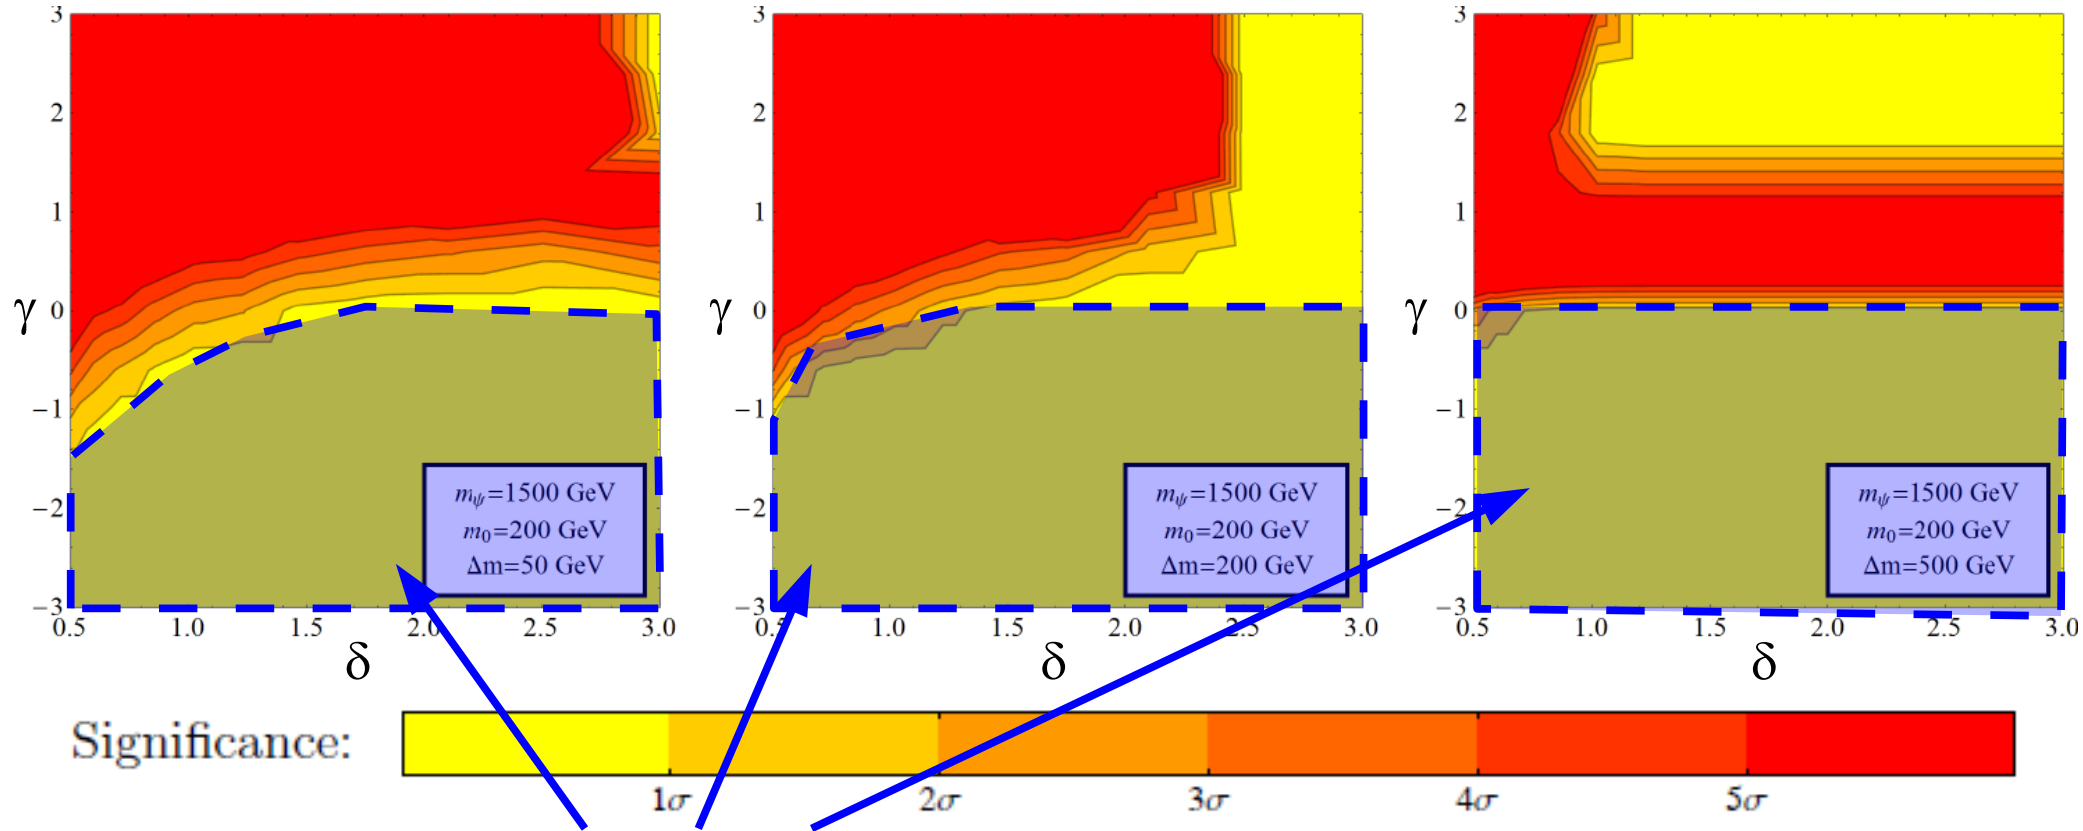 3 3 3
2 2 2
1 1 1
γ 0 γ 0 γ 0
−1 −1 −1
−2 −2 −2
−3 −3 −3
m_ψ=1500 GeV
m_0=200 GeV
Δm=50 GeV
m_ψ=1500 GeV
m_0=200 GeV
Δm=200 GeV
m_ψ=1500 GeV
m_0=200 GeV
Δm=500 GeV
0.5 1.0 1.5 2.0 2.5 3.0 0.5 1.0 1.5 2.0 2.5 3.0 0.5 1.0 1.5 2.0 2.5 3.0
δ δ δ
Significance:
1σ 2σ 3σ 4σ 5σ